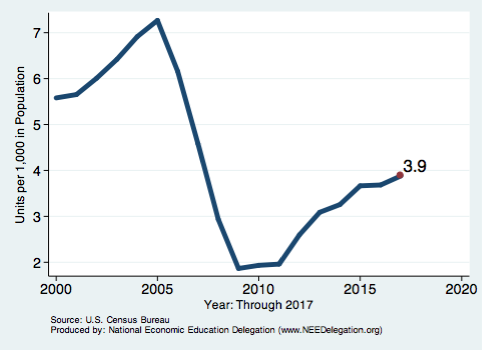 Units per 1,000 in Population
7
6
5
4
3
2
3.9
2000 2005 2010 2015 2020
Year: Through 2017
Source: U.S. Census Bureau
Produced by: National Economic Education Delegation (www.NEEDelegation.org)